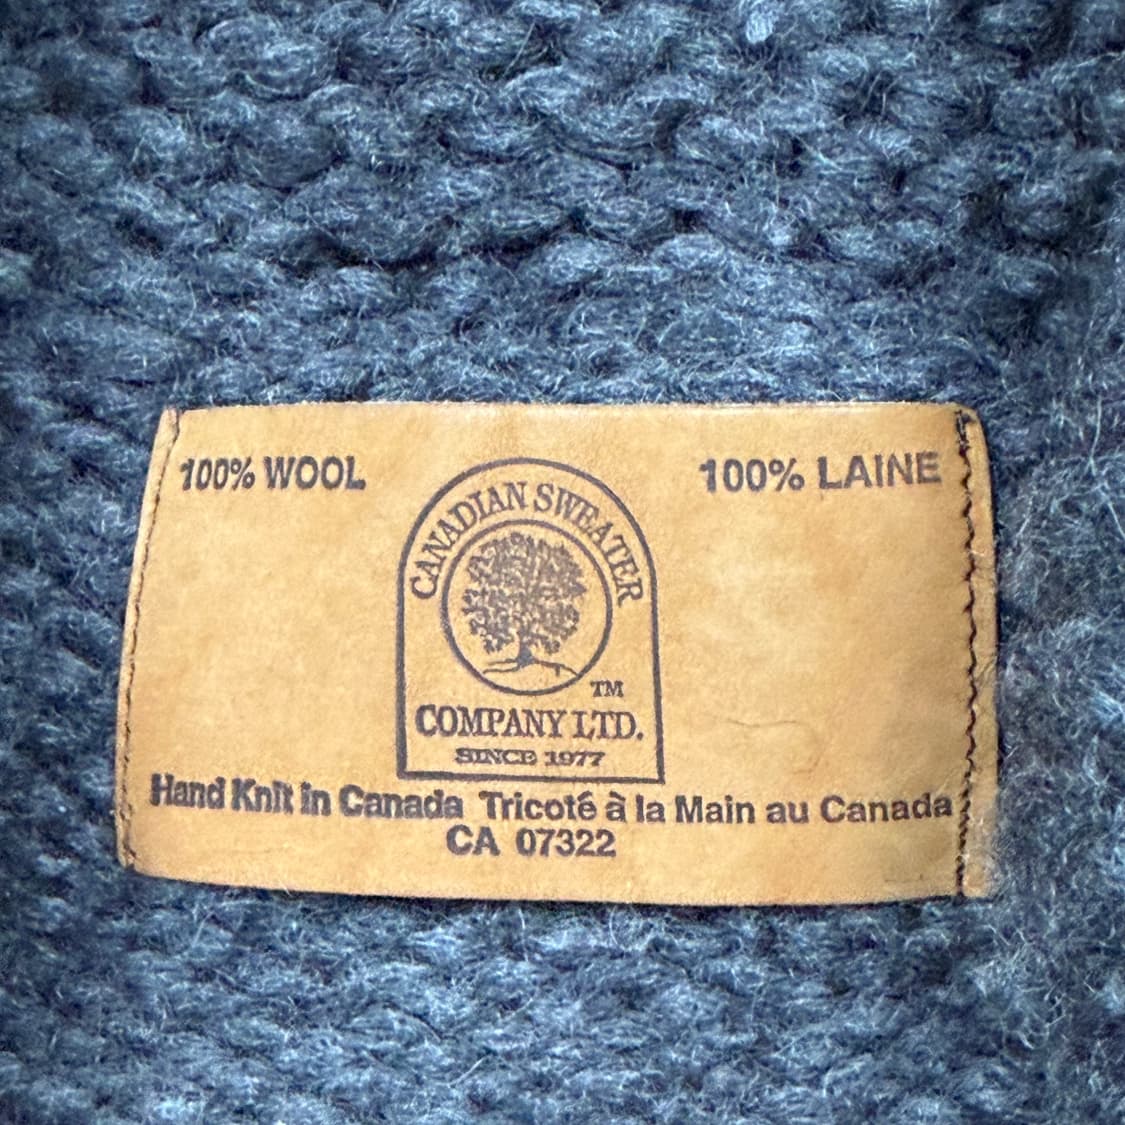 100% WOOL
100% LAINE
CANADIAN SWEATER
TM
COMPANY LTD.
SINCE 1977
Hand Knit in Canada Tricoté à la Main au Canada
CA 07322